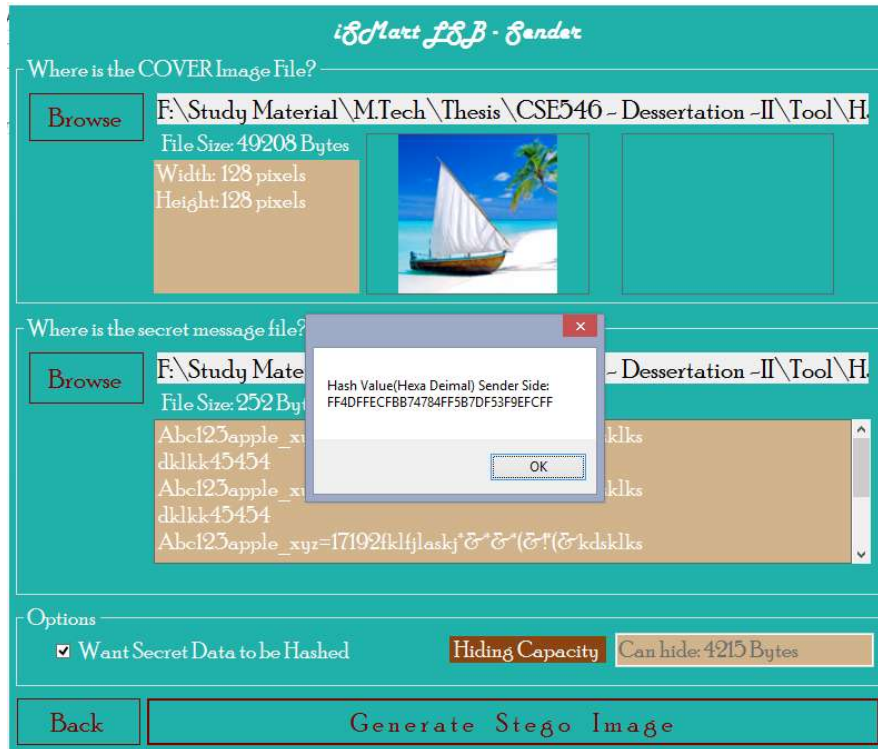 iSMart LSB - Sender
Where is the COVER Image File?
Browse
F:\Study Material\M.Tech\Thesis\CSE546 - Dessertation -II\Tool\H.
File Size: 49208 Bytes
Width: 128 pixels
Height:128 pixels
Where is the secret message file?
Browse
F:\Study Mate - Dessertation -II\Tool\H.
File Size: 252 Byt
Hash Value(Hexa Deimal) Sender Side:
FF4DFFECFBB74784FF5B7DF53F9EFCFF
OK
Abc123apple_xy klks
dklkk45454
Abc123apple_x klks
dklkk45454
Abc123apple_xyz=17192fklfjlaskj*&^&^*(&!*(&^kdsklks
Options
Want Secret Data to be Hashed
Hiding Capacity
Can hide: 4215 Bytes
Back
Generate Stego Image